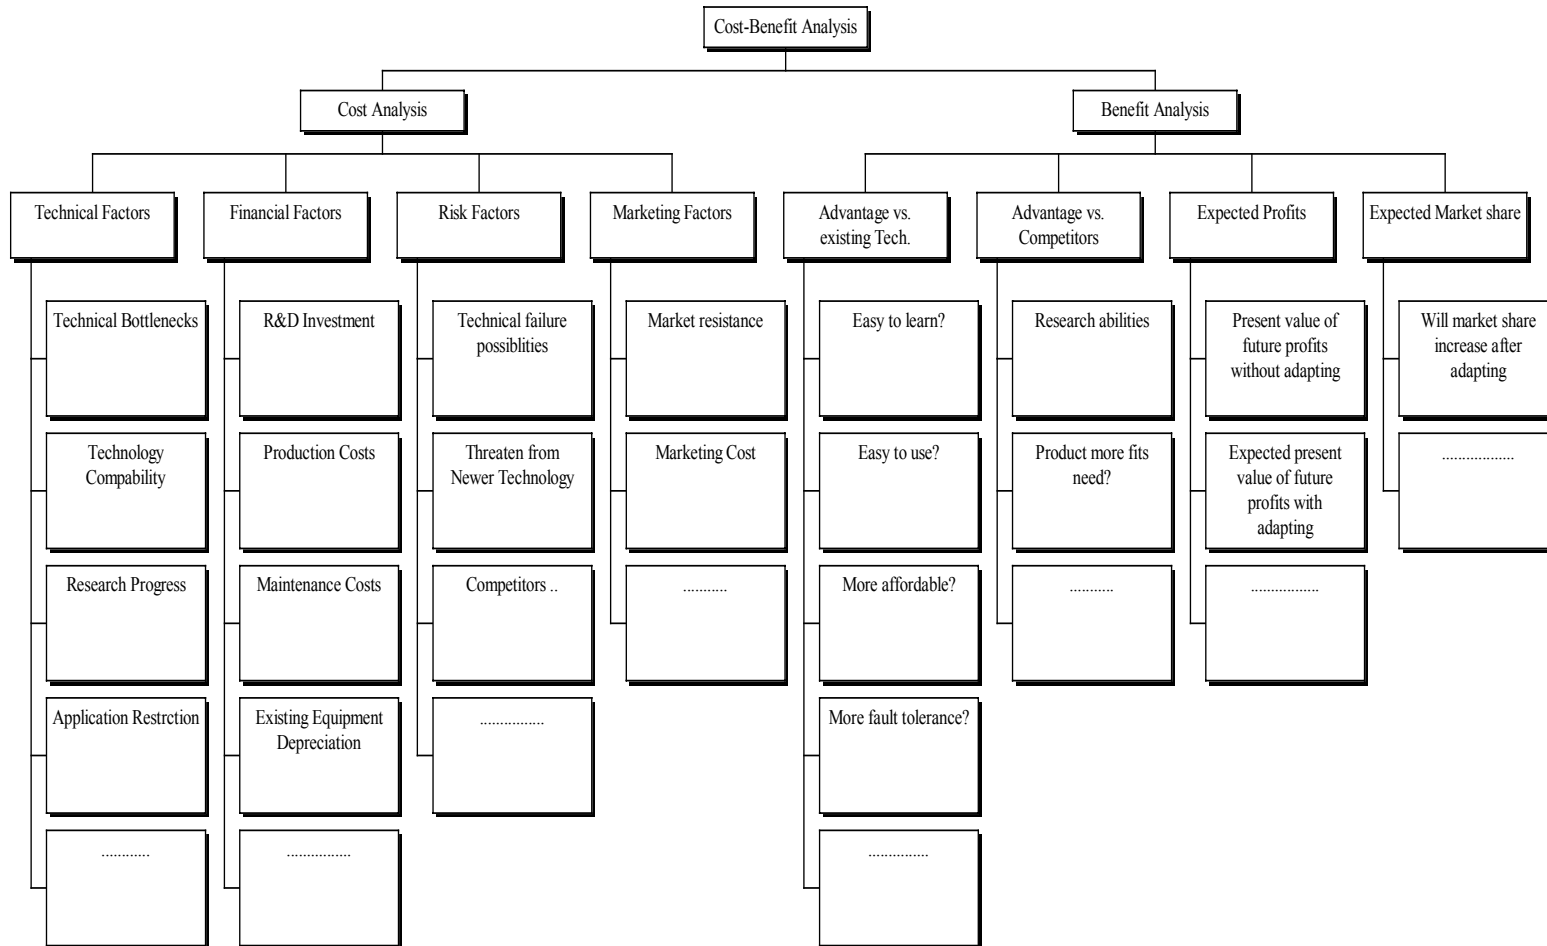 Cost-Benefit Analysis
Cost Analysis
Benefit Analysis
Technical Factors
Financial Factors
Risk Factors
Marketing Factors
Advantage vs.
existing Tech.
Advantage vs.
Competitors
Expected Profits
Expected Market share
Technical Bottlenecks
R&D Investment
Technical failure
possiblities
Market resistance
Easy to learn?
Research abilities
Present value of
future profits
without adapting
Will market share
increase after
adapting
Technology
Compability
Production Costs
Threaten from
Newer Technology
Marketing Cost
Easy to use?
Product more fits
need?
Expected present
value of future
profits with
adapting
..................
Research Progress
Maintenance Costs
Competitors ..
...........
More affordable?
...........
.................
Application Restrction
Existing Equipment
Depreciation
................
More fault tolerance?
............
................
...............